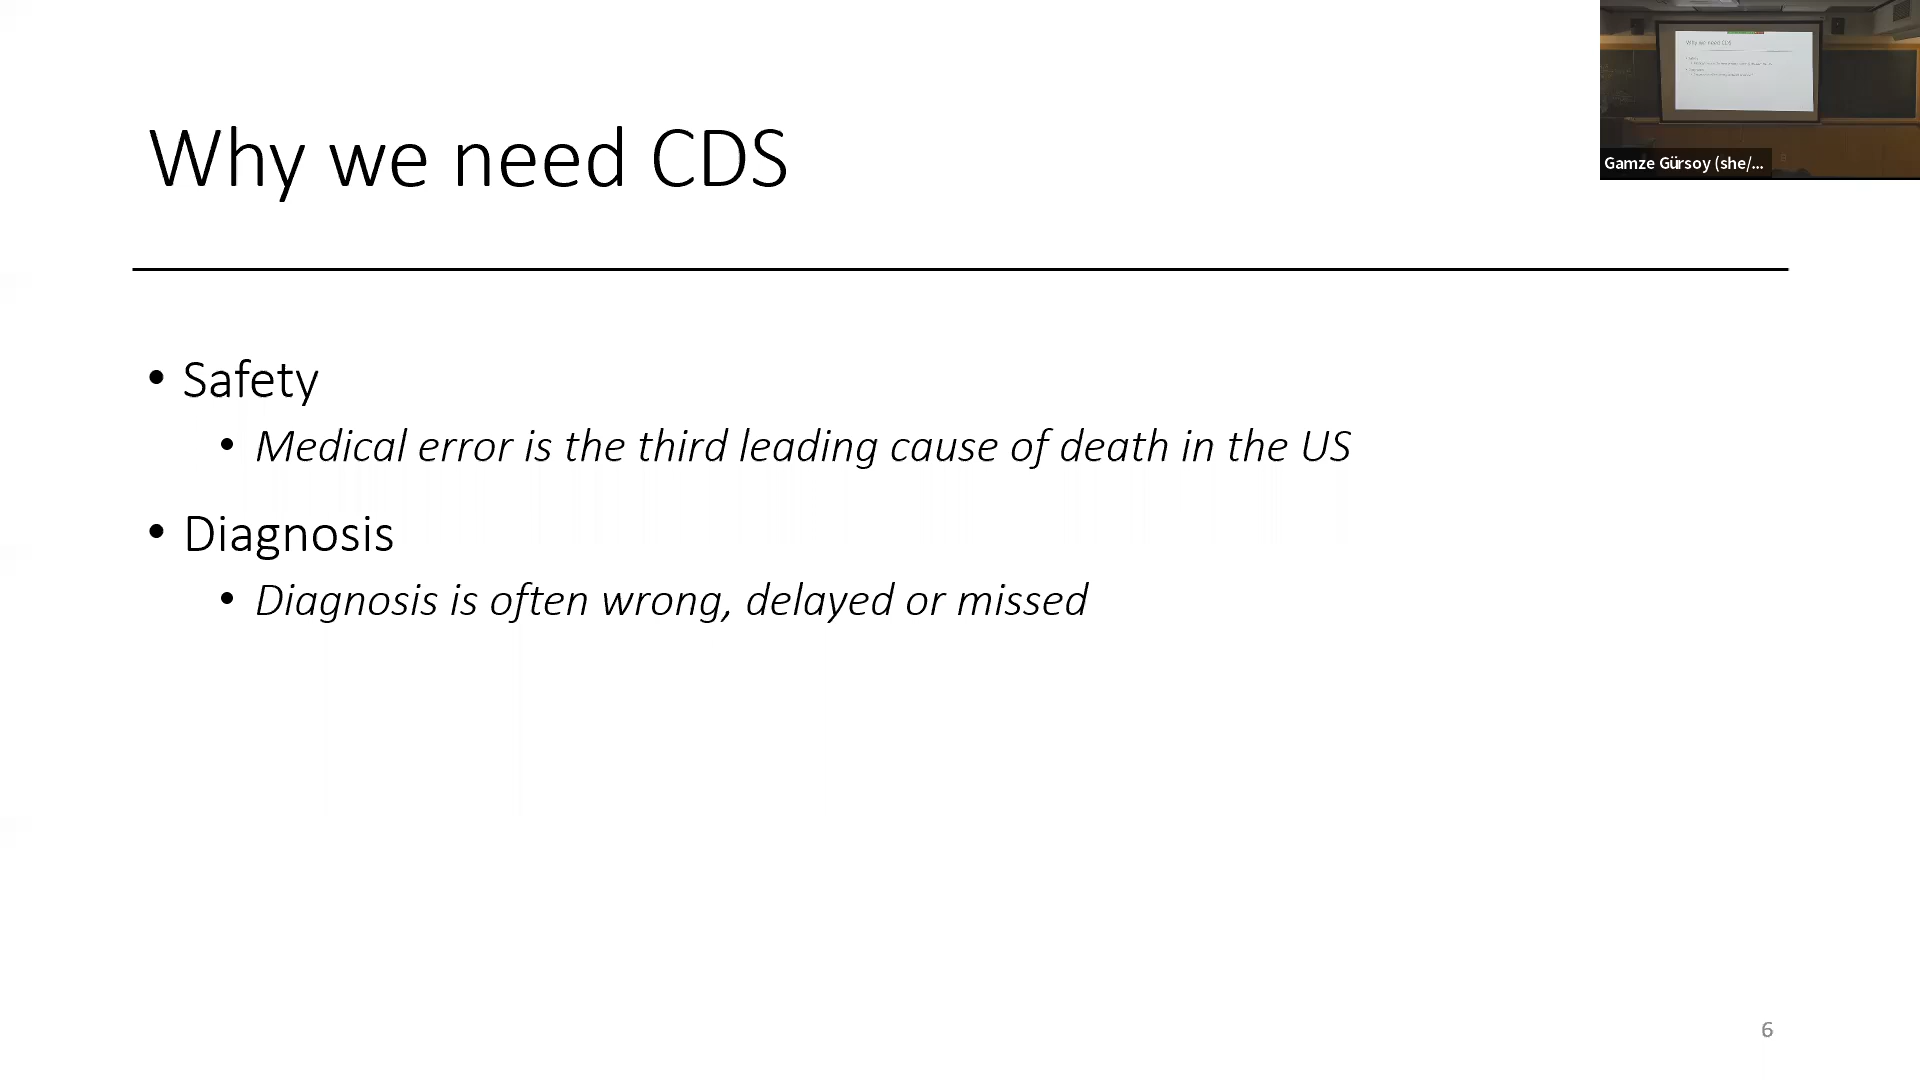 Why we need CDS
Gamze Gürsoy (she/...
• Safety
• Medical error is the third leading cause of death in the US
• Diagnosis
• Diagnosis is often wrong, delayed or missed
6